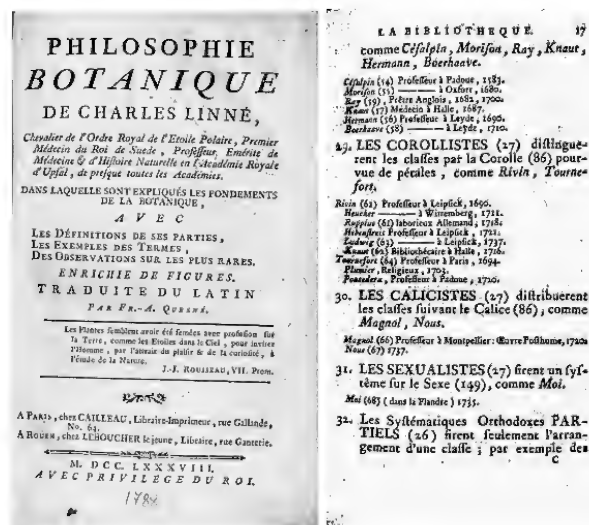 PHILOSOPHIE
BOTANIQUE
DE CHARLES LINNÉ,
Chevalier de l'Ordre Royal de l'Etoile Polaire, Premier
Médecin du Roi de Suede, Professeur, Emérite de
Médecine & d'Histoire Naturelle en l'Académie Royale
d'Upsal, de presque toutes les Académies.
DANS LAQUELLE SONT EXPLIQUÉS LES FONDEMENTS
DE LA BOTANIQUE,
AVEC
LES DÉFINITIONS DE SES PARTIES,
LES EXEMPLES DES TERMES,
DES OBSERVATIONS SUR LES PLUS RARES.
ENRICHIE DE FIGURES.
TRADUITE DU LATIN
PAR FR.-A. QUESNÉ.
Les Plantes semblent avoir été semées avec profusion sur
la Terre, comme les Etoiles dans le Ciel, pour inviter
l'Homme, par l'attrait du plaisir & de la curiosité, à
l'étude de la Nature.
J.-J. ROUSSEAU, VII. Prom.
A PARIS, chez CAILLEAU, Libraire-Imprimeur, rue Gallande,
No. 64.
A ROUEN, chez LEBOUCHER le jeune, Libraire, rue Ganterie.
M. DCC. LXXXVIII.
AVEC PRIVILEGE DU ROI.
LA BIBLIOTHEQUE. 17
comme Césalpin, Morison, Ray, Knaut,
Hermann, Boerhaave.
Césalpin (54) Professeur à Padoue, 1583.
Morison (55) ——— à Oxfort, 1680.
Ray (59), Prêtre Anglois, 1682, 1700.
Knaut (57) Médecin à Halle, 1687.
Hermann (56) Professeur à Leyde, 1690.
Boerhaave (58) ——— à Leyde, 1710.
29. LES COROLLISTES (27) distingue-
rent les classes par la Corolle (86) pour-
vue de pétales, comme Rivin, Tourne-
fort.
Rivin (61) Professeur à Leipsick, 1690.
Heucher ——— à Wittemberg, 1711.
Ruppius (61) laborieux Allemand, 1718.
Hebenstreit Professeur à Leipsick, 1721.
Ludwig (63) ——— à Leipsick, 1737.
Knaut (62) Bibliothécaire à Halle, 1716.
Tournefort (64) Professeur à Paris, 1694.
Plumier, Religieux, 1703.
Pontedera, Professeur à Padoue, 1720.
30. LES CALICISTES (27) distribuerent
les classes suivant le Calice (86), comme
Magnol, Nous.
Magnol (66) Professeur à Montpellier: Œuvre Posthume, 1720.
Nous (67) 1737.
31. LES SEXUALISTES (27) firent un sys-
tême sur le Sexe (149), comme Moi.
Moi (68) (dans la Flandre) 1735.
32. Les Systématiques Orthodoxes PAR-
TIELS (26) firent seulement l'arran-
gement d'une classe ; par exemple des
C